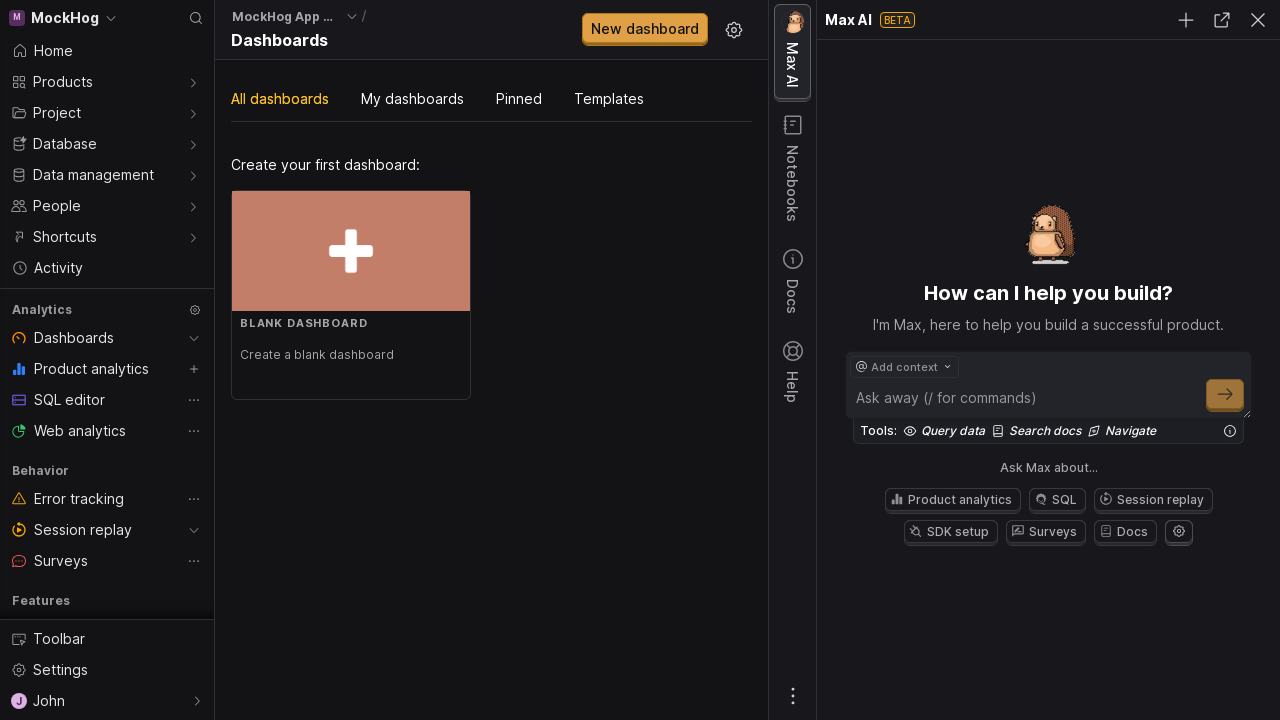 M MockHog
Home
Products
Project
Database
Data management
People
Shortcuts
Activity
Analytics
Dashboards
Product analytics
SQL editor
Web analytics
Behavior
Error tracking
Session replay
Surveys
Features
Toolbar
Settings
J John
MockHog App ... /
Dashboards
New dashboard
All dashboards My dashboards Pinned Templates
Create your first dashboard:
BLANK DASHBOARD
Create a blank dashboard
Max AI
Notebooks
Docs
Help
Max AI BETA
How can I help you build?
I'm Max, here to help you build a successful product.
@ Add context
Ask away (/ for commands)
Tools: Query data Search docs Navigate
Ask Max about...
Product analytics SQL Session replay
SDK setup Surveys Docs